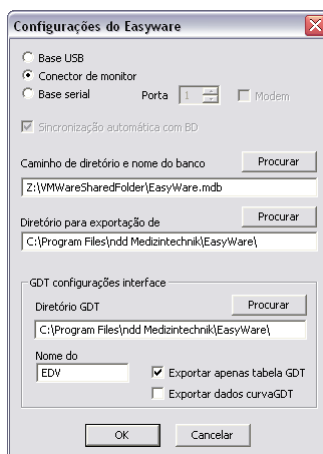 Configurações do Easyware
Base USB
Conector de monitor
Base serial Porta 1 Modem
Sincronização automática com BD
Caminho de diretório e nome do banco Procurar
Z:\VMWareSharedFolder\EasyWare.mdb
Diretório para exportação de Procurar
C:\Program Files\ndd Medizintechnik\EasyWare\
GDT configurações interface
Diretório GDT Procurar
C:\Program Files\ndd Medizintechnik\EasyWare\
Nome do
EDV Exportar apenas tabela GDT
Exportar dados curvaGDT
OK Cancelar